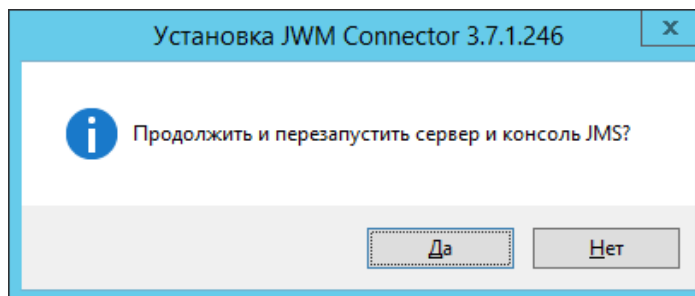 Установка JWM Connector 3.7.1.246
x
Продолжить и перезапустить сервер и консоль JMS?
Да
Нет